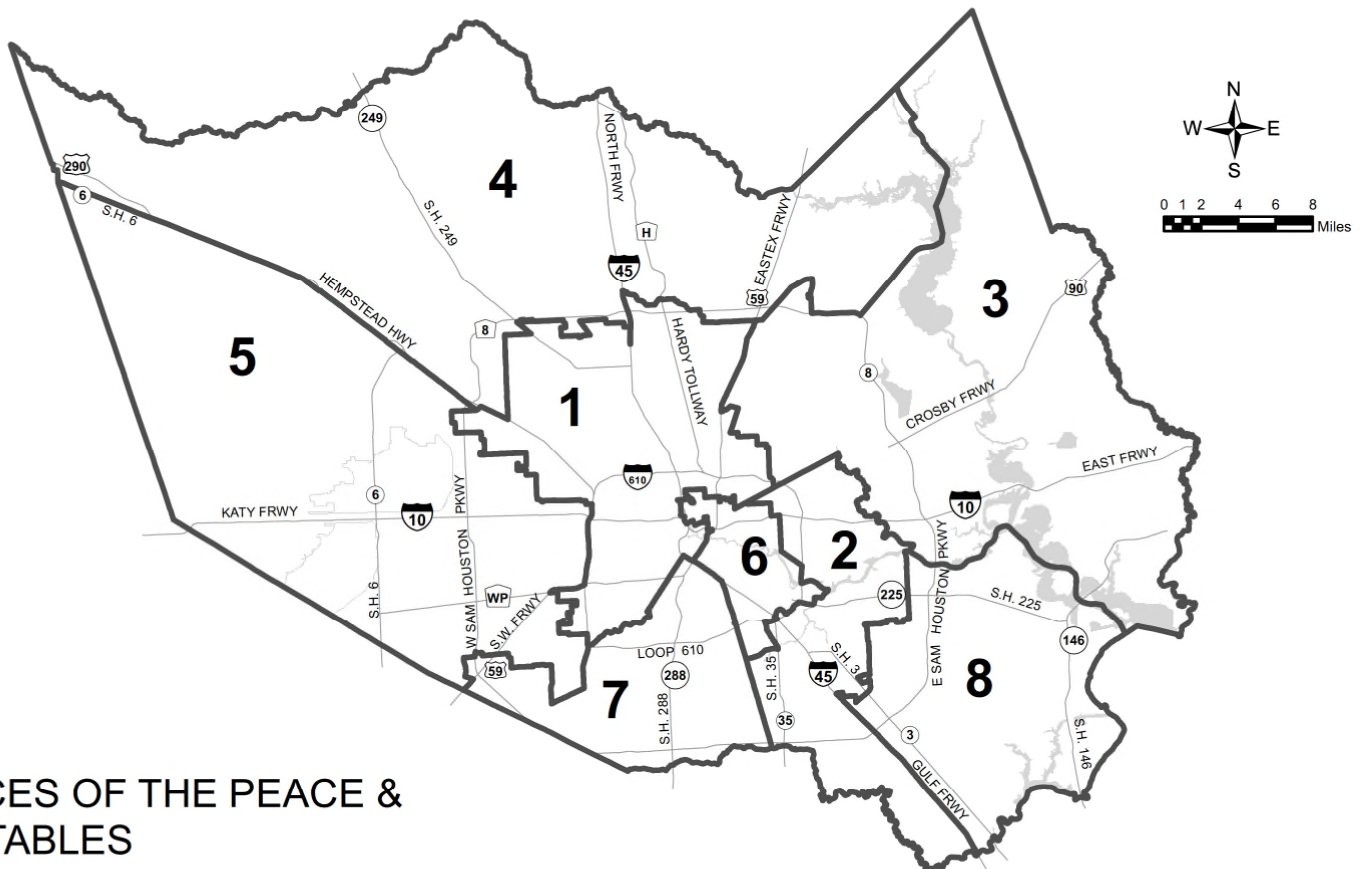 N
W E
S
0 1 2 4 6 8
Miles
249
290
6
S.H. 6
4
NORTH FRWY
S.H. 249
H
45
EASTEX FRWY
59
HEMPSTEAD HWY
3
90
5
8
HARDY TOLLWAY
1
8
CROSBY FRWY
EAST FRWY
610
6
KATY FRWY
10
10
W SAM HOUSTON PKWY
6
2
E SAM HOUSTON PKWY
S.H. 6
WP
S.W. FRWY
225
S.H. 225
146
59
LOOP 610
7
288
S.H. 288
S.H. 35
35
45
S.H. 3
3
8
S.H. 146
GULF FRWY
CES OF THE PEACE &
TABLES